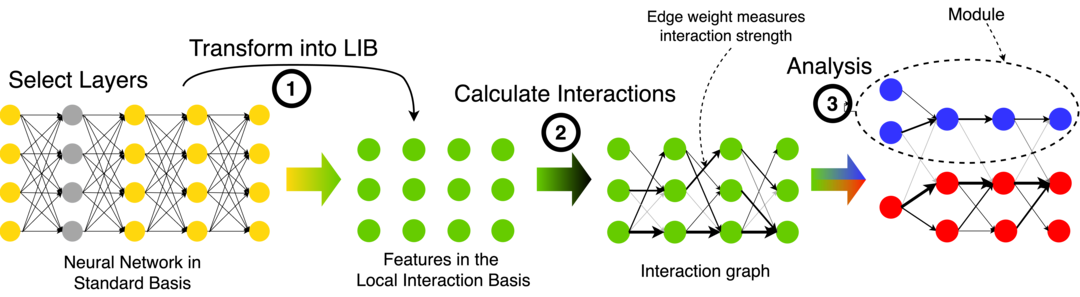 Select Layers
Transform into LIB
1
Neural Network in
Standard Basis
Features in the
Local Interaction Basis
Calculate Interactions
2
Edge weight measures
interaction strength
Interaction graph
Analysis
3
Module